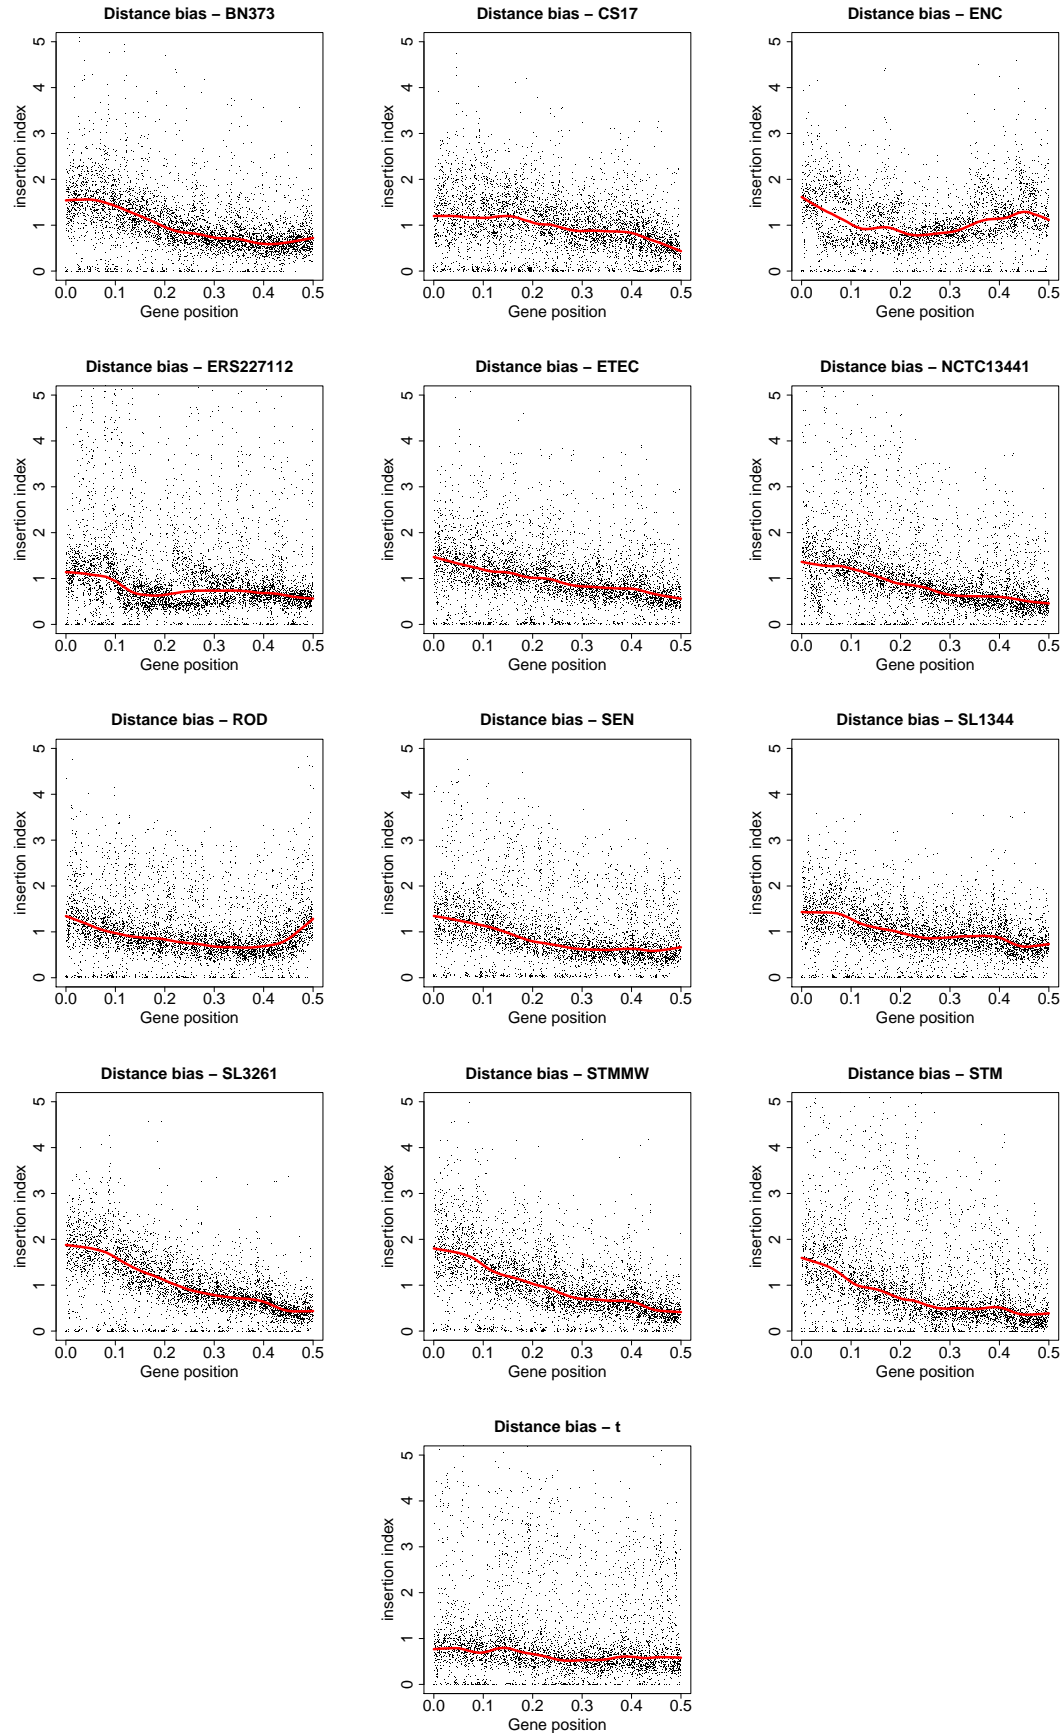 Distance bias – BN373
insertion index
0 1 2 3 4 5
0.0 0.1 0.2 0.3 0.4 0.5
Gene position
Distance bias – CS17
insertion index
0 1 2 3 4 5
0.0 0.1 0.2 0.3 0.4 0.5
Gene position
Distance bias – ENC
insertion index
0 1 2 3 4 5
0.0 0.1 0.2 0.3 0.4 0.5
Gene position
Distance bias – ERS227112
insertion index
0 1 2 3 4 5
0.0 0.1 0.2 0.3 0.4 0.5
Gene position
Distance bias – ETEC
insertion index
0 1 2 3 4 5
0.0 0.1 0.2 0.3 0.4 0.5
Gene position
Distance bias – NCTC13441
insertion index
0 1 2 3 4 5
0.0 0.1 0.2 0.3 0.4 0.5
Gene position
Distance bias – ROD
insertion index
0 1 2 3 4 5
0.0 0.1 0.2 0.3 0.4 0.5
Gene position
Distance bias – SEN
insertion index
0 1 2 3 4 5
0.0 0.1 0.2 0.3 0.4 0.5
Gene position
Distance bias – SL1344
insertion index
0 1 2 3 4 5
0.0 0.1 0.2 0.3 0.4 0.5
Gene position
Distance bias – SL3261
insertion index
0 1 2 3 4 5
0.0 0.1 0.2 0.3 0.4 0.5
Gene position
Distance bias – STMMW
insertion index
0 1 2 3 4 5
0.0 0.1 0.2 0.3 0.4 0.5
Gene position
Distance bias – STM
insertion index
0 1 2 3 4 5
0.0 0.1 0.2 0.3 0.4 0.5
Gene position
Distance bias – t
insertion index
0 1 2 3 4 5
0.0 0.1 0.2 0.3 0.4 0.5
Gene position